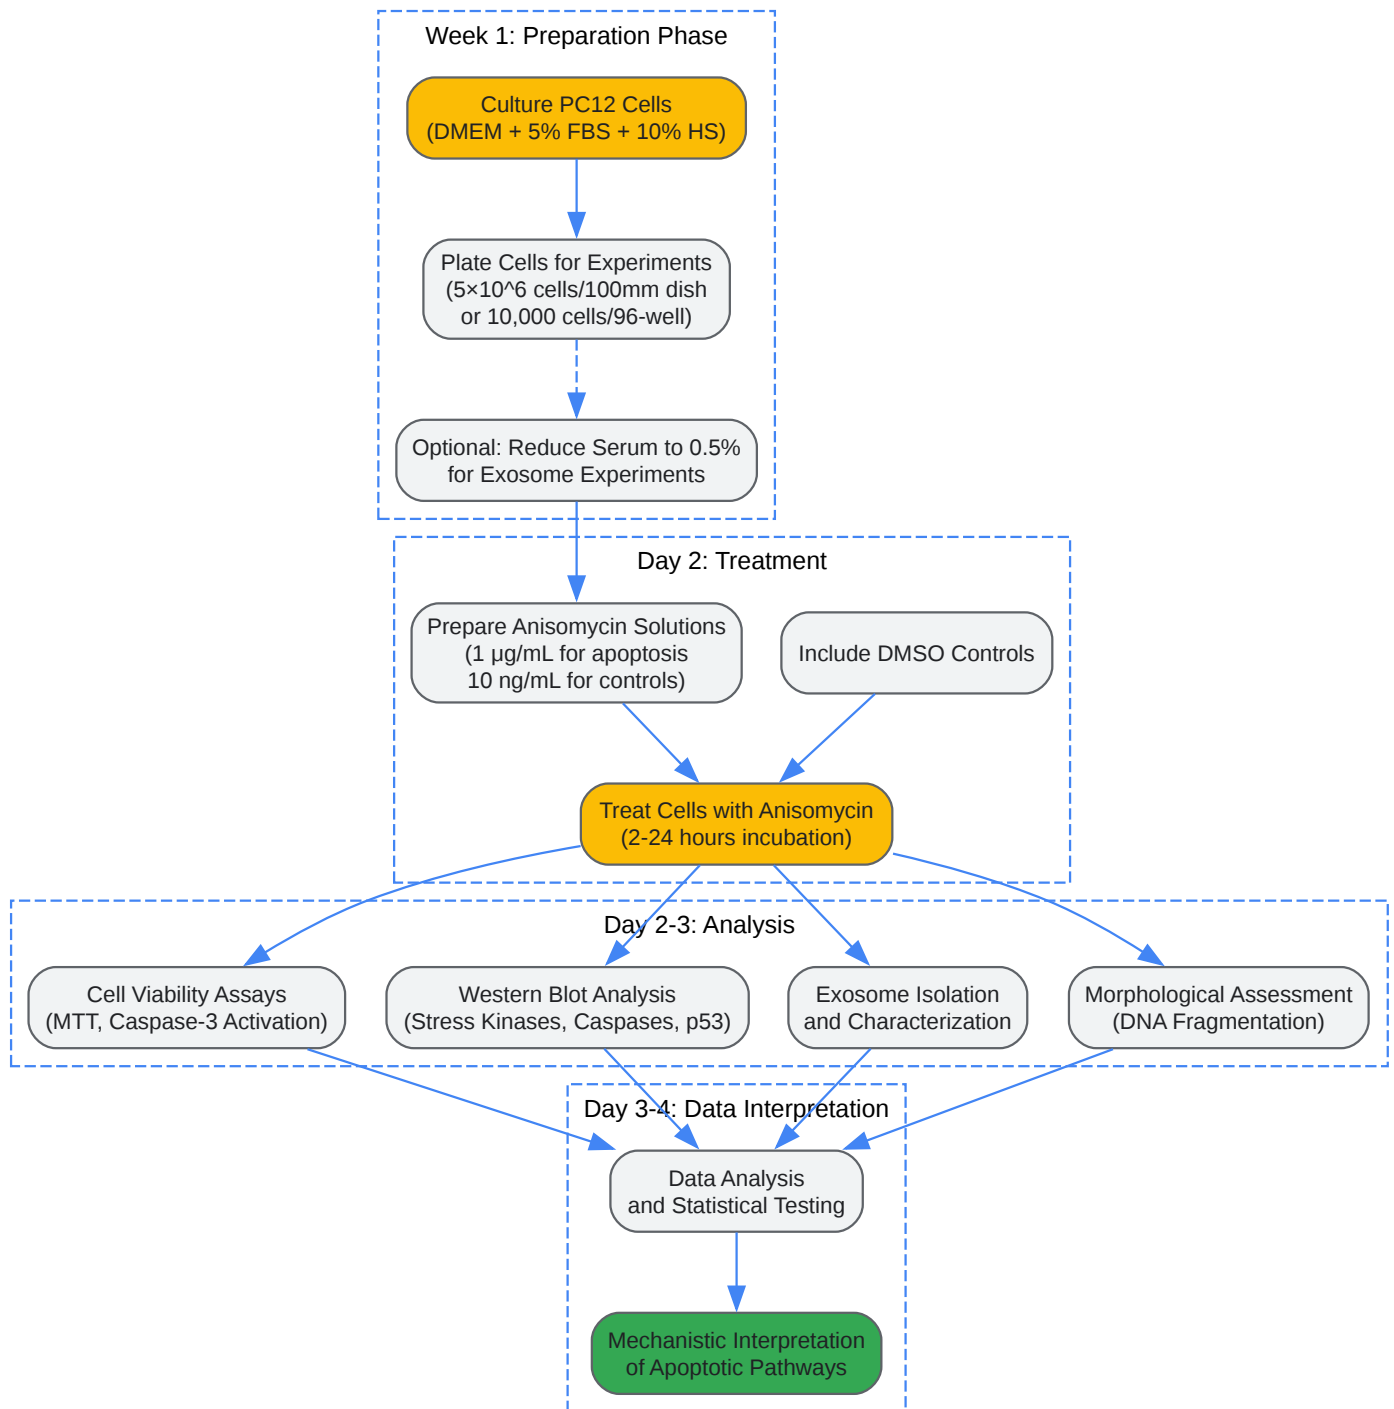 Week 1: Preparation Phase
Culture PC12 Cells
(DMEM + 5% FBS + 10% HS)
Plate Cells for Experiments
(5×10^6 cells/100mm dish
or 10,000 cells/96-well)
Optional: Reduce Serum to 0.5%
for Exosome Experiments
Day 2: Treatment
Prepare Anisomycin Solutions
(1 μg/mL for apoptosis
10 ng/mL for controls)
Include DMSO Controls
Treat Cells with Anisomycin
(2-24 hours incubation)
Day 2-3: Analysis
Cell Viability Assays
(MTT, Caspase-3 Activation)
Western Blot Analysis
(Stress Kinases, Caspases, p53)
Exosome Isolation
and Characterization
Morphological Assessment
(DNA Fragmentation)
Day 3-4: Data Interpretation
Data Analysis
and Statistical Testing
Mechanistic Interpretation
of Apoptotic Pathways